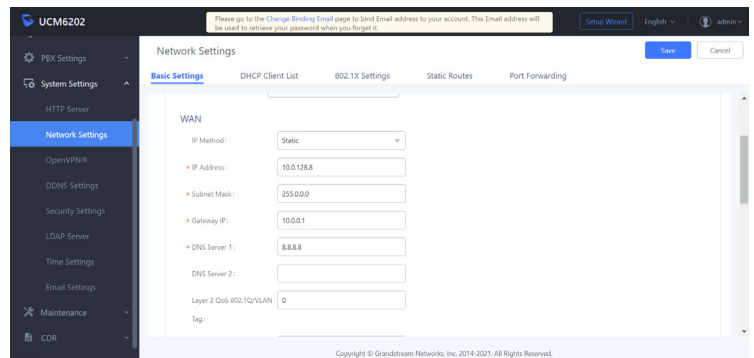 UCM6202
Please go to the Change Binding Email page to bind Email address to your account. This Email address will
be used to retrieve your password when you forget it.
Setup Wizard
English
admin
PBX Settings
System Settings
HTTP Server
Network Settings
OpenVPN®
DDNS Settings
Security Settings
LDAP Server
Time Settings
Email Settings
Maintenance
CDR
Network Settings
Save
Cancel
Basic Settings
DHCP Client List
802.1X Settings
Static Routes
Port Forwarding
WAN
IP Method:
Static
* IP Address:
10.0.128.8
* Subnet Mask:
255.0.0.0
* Gateway IP:
10.0.0.1
* DNS Server 1:
8.8.8.8
DNS Server 2:
Layer 2 QoS 802.1Q/VLAN
Tag:
0
Copyright © Grandstream Networks, Inc. 2014-2021. All Rights Reserved.